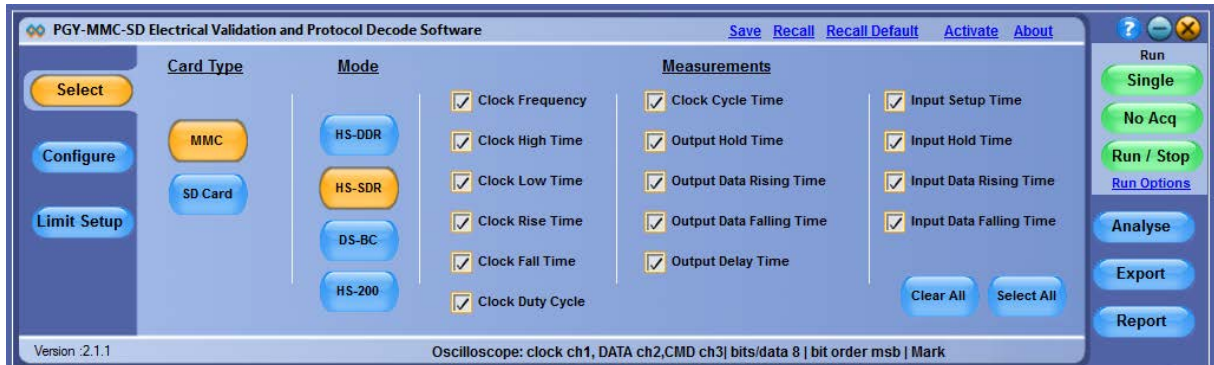 PGY-MMC-SD Electrical Validation and Protocol Decode Software
Save Recall Recall Default Activate About
?
Select
Configure
Limit Setup
Card Type
MMC
SD Card
Mode
HS-DDR
HS-SDR
DS-BC
HS-200
Measurements
Clock Frequency
Clock High Time
Clock Low Time
Clock Rise Time
Clock Fall Time
Clock Duty Cycle
Clock Cycle Time
Output Hold Time
Output Data Rising Time
Output Data Falling Time
Output Delay Time
Input Setup Time
Input Hold Time
Input Data Rising Time
Input Data Falling Time
Clear All
Select All
Run
Single
No Acq
Run / Stop
Run Options
Analyse
Export
Report
Version :2.1.1
Oscilloscope: clock ch1, DATA ch2,CMD ch3| bits/data 8 | bit order msb | Mark